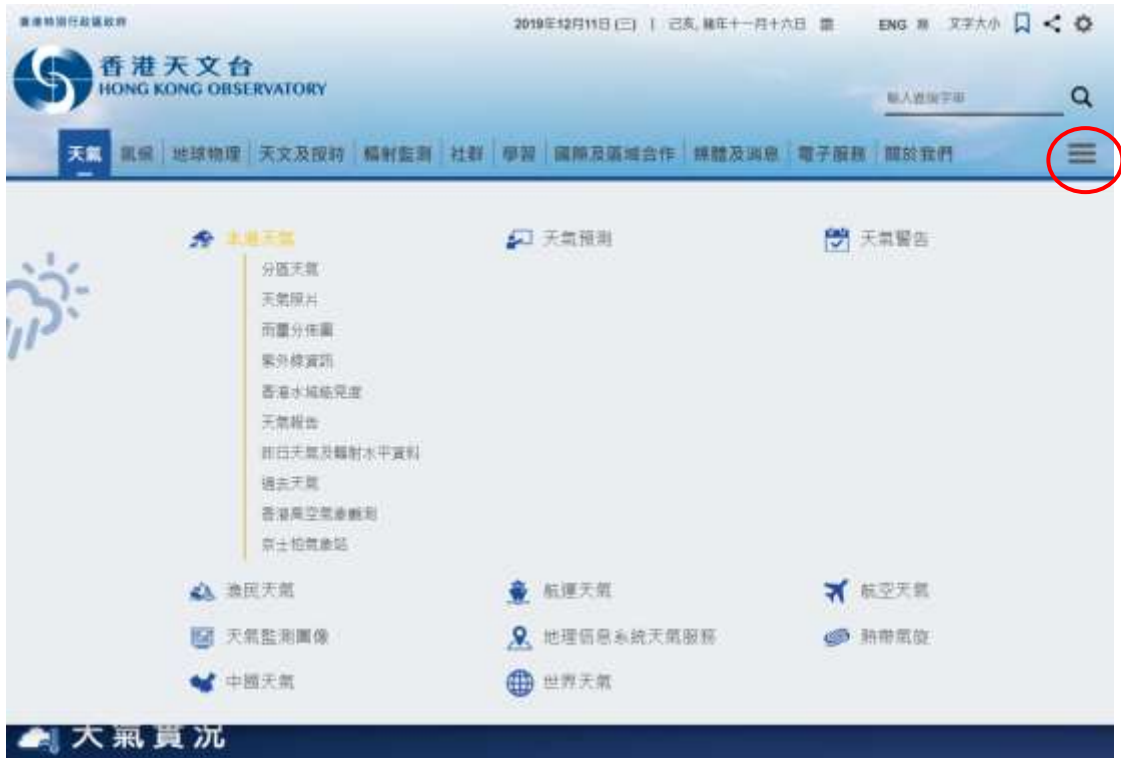 香港特別行政區政府
2019年12月11日 (三) | 己亥, 豬年十一月十六日 ENG 簡 文字大小
香港天文台
HONG KONG OBSERVATORY
輸入查詢字串
天氣 氣候 地球物理 天文及授時 輻射監測 社群 學習 國際及區域合作 媒體及消息 電子服務 關於我們
本港天氣 天氣預測 天氣警告
分區天氣
天氣照片
雨量分佈圖
紫外線資訊
香港水域能見度
天氣報告
昨日天氣及輻射水平資料
過去天氣
香港高空氣象觀測
京士柏氣象站
漁民天氣 航運天氣 航空天氣
天氣監測圖像 地理信息系統天氣服務 熱帶氣旋
中國天氣 世界天氣
天氣實況